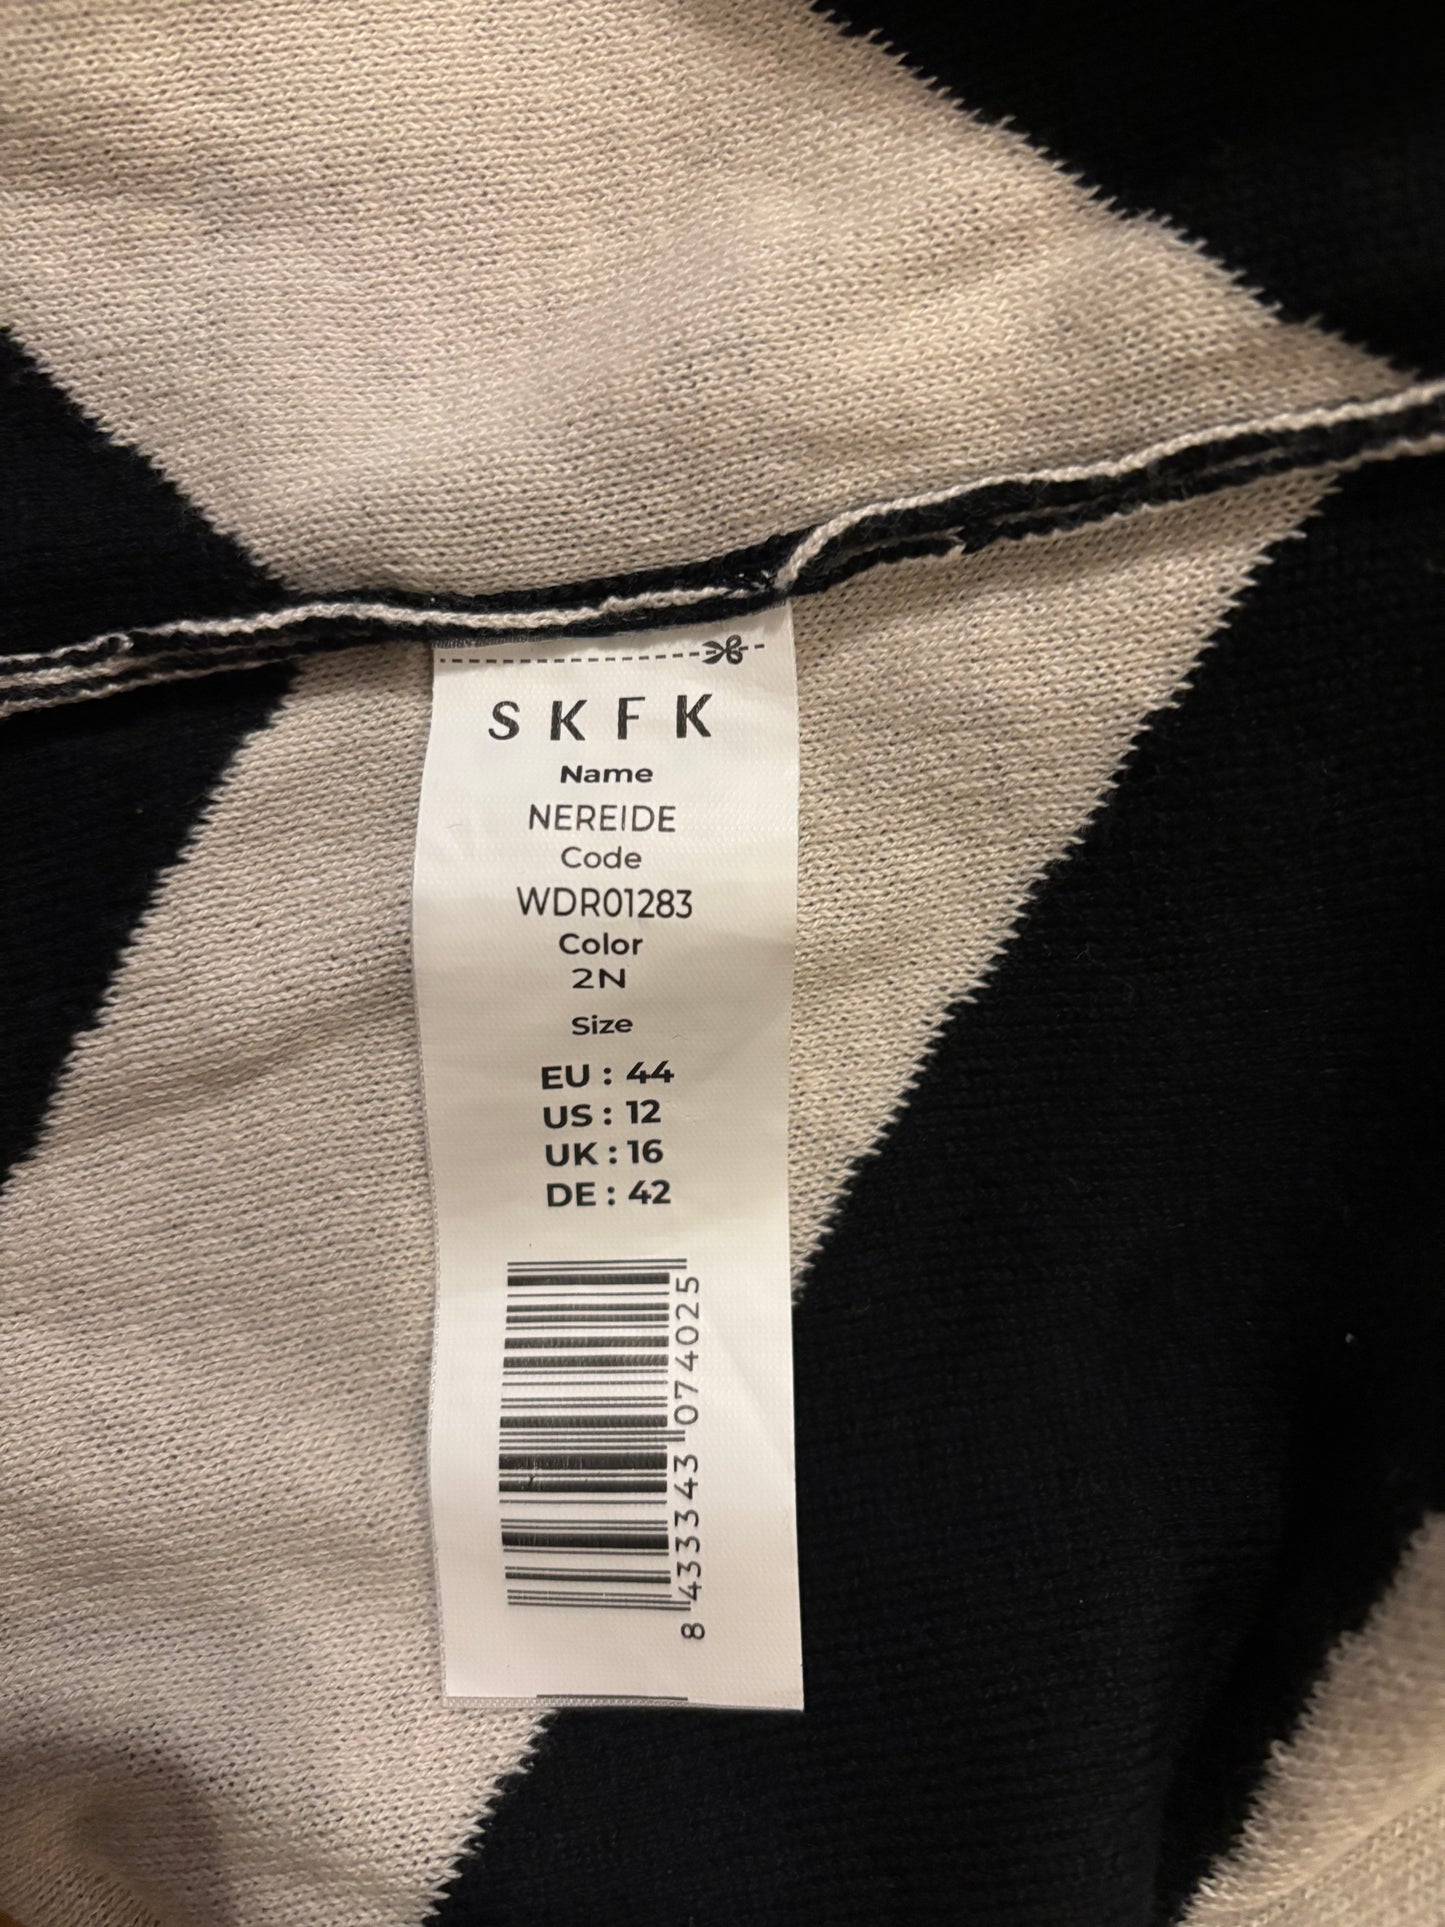 SKFK
Name
NEREIDE
Code
WDR01283
Color
2N
Size
EU : 44
US : 12
UK : 16
DE : 42
8 433343 074025